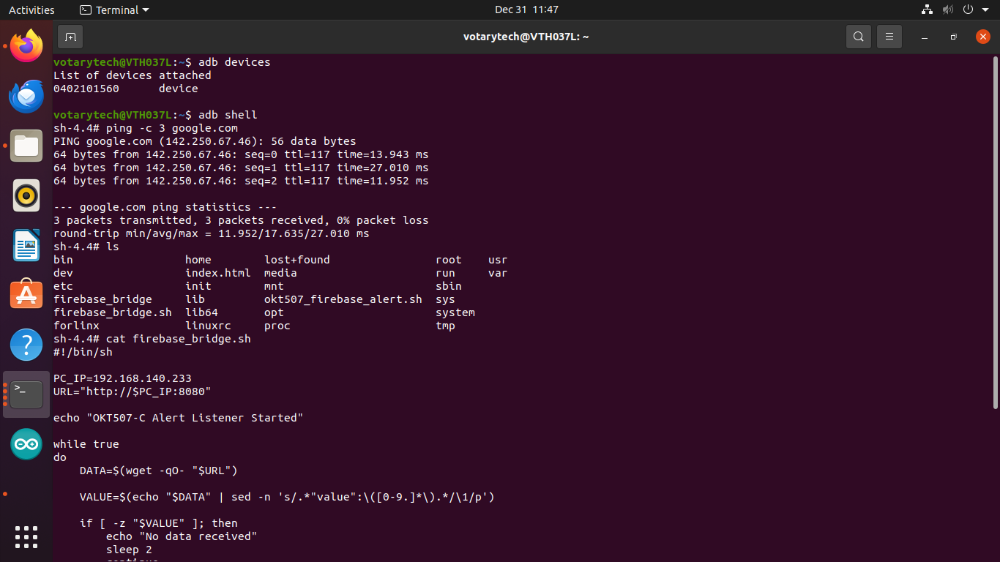 Activities
Terminal
Dec 31 11:47
votarytech@VTH037L: ~
votarytech@VTH037L:~$ adb devices
List of devices attached
0402101560      device
votarytech@VTH037L:~$ adb shell
sh-4.4# ping -c 3 google.com
PING google.com (142.250.67.46): 56 data bytes
64 bytes from 142.250.67.46: seq=0 ttl=117 time=13.943 ms
64 bytes from 142.250.67.46: seq=1 ttl=117 time=27.010 ms
64 bytes from 142.250.67.46: seq=2 ttl=117 time=11.952 ms
--- google.com ping statistics ---
3 packets transmitted, 3 packets received, 0% packet loss
round-trip min/avg/max = 11.952/17.635/27.010 ms
sh-4.4# ls
bin                 home        lost+found                root    usr
dev                 index.html  media                     run     var
etc                 init        mnt                       sbin
firebase_bridge     lib         okt507_firebase_alert.sh  sys
firebase_bridge.sh  lib64       opt                       system
forlinx             linuxrc     proc                      tmp
sh-4.4# cat firebase_bridge.sh
#!/bin/sh
PC_IP=192.168.140.233
URL="http://$PC_IP:8080"
echo "OKT507-C Alert Listener Started"
while true
do
    DATA=$(wget -qO- "$URL")
    VALUE=$(echo "$DATA" | sed -n 's/.*"value":\([0-9.]*\).*/\1/p')
    if [ -z "$VALUE" ]; then
        echo "No data received"
        sleep 2
        continue